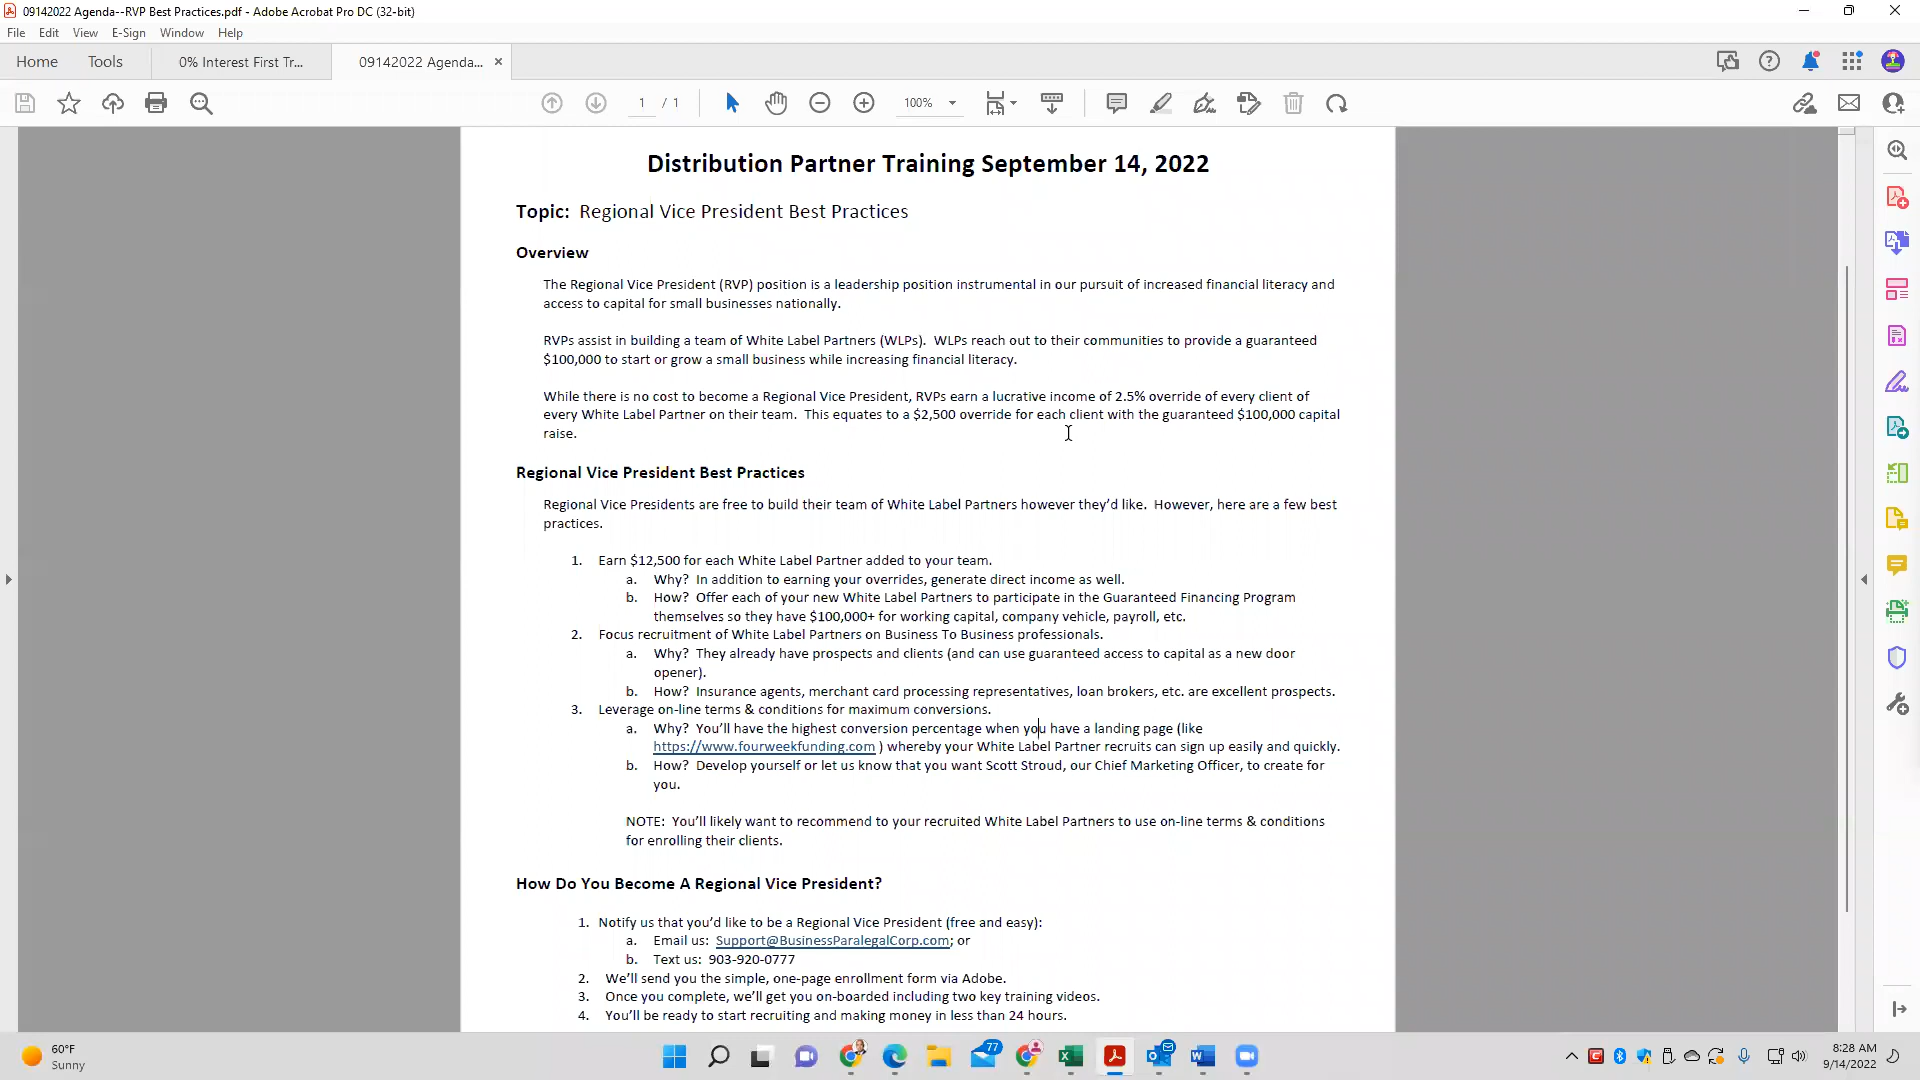 09142022 Agenda--RVP Best Practices.pdf - Adobe Acrobat Pro DC (32-bit)
File Edit View E-Sign Window Help
Home Tools 0% Interest First Tr... 09142022 Agenda... ×
1 / 1 100%
Distribution Partner Training September 14, 2022
Topic: Regional Vice President Best Practices
Overview
The Regional Vice President (RVP) position is a leadership position instrumental in our pursuit of increased financial literacy and
access to capital for small businesses nationally.
RVPs assist in building a team of White Label Partners (WLPs). WLPs reach out to their communities to provide a guaranteed
$100,000 to start or grow a small business while increasing financial literacy.
While there is no cost to become a Regional Vice President, RVPs earn a lucrative income of 2.5% override of every client of
every White Label Partner on their team. This equates to a $2,500 override for each client with the guaranteed $100,000 capital
raise.
Regional Vice President Best Practices
Regional Vice Presidents are free to build their team of White Label Partners however they'd like. However, here are a few best
practices.
1. Earn $12,500 for each White Label Partner added to your team.
a. Why? In addition to earning your overrides, generate direct income as well.
b. How? Offer each of your new White Label Partners to participate in the Guaranteed Financing Program
themselves so they have $100,000+ for working capital, company vehicle, payroll, etc.
2. Focus recruitment of White Label Partners on Business To Business professionals.
a. Why? They already have prospects and clients (and can use guaranteed access to capital as a new door
opener).
b. How? Insurance agents, merchant card processing representatives, loan brokers, etc. are excellent prospects.
3. Leverage on-line terms & conditions for maximum conversions.
a. Why? You'll have the highest conversion percentage when you have a landing page (like
https://www.fourweekfunding.com ) whereby your White Label Partner recruits can sign up easily and quickly.
b. How? Develop yourself or let us know that you want Scott Stroud, our Chief Marketing Officer, to create for
you.
NOTE: You'll likely want to recommend to your recruited White Label Partners to use on-line terms & conditions
for enrolling their clients.
How Do You Become A Regional Vice President?
1. Notify us that you'd like to be a Regional Vice President (free and easy):
a. Email us: Support@BusinessParalegalCorp.com; or
b. Text us: 903-920-0777
2. We'll send you the simple, one-page enrollment form via Adobe.
3. Once you complete, we'll get you on-boarded including two key training videos.
4. You'll be ready to start recruiting and making money in less than 24 hours.
60°F
Sunny
77
8:28 AM
9/14/2022